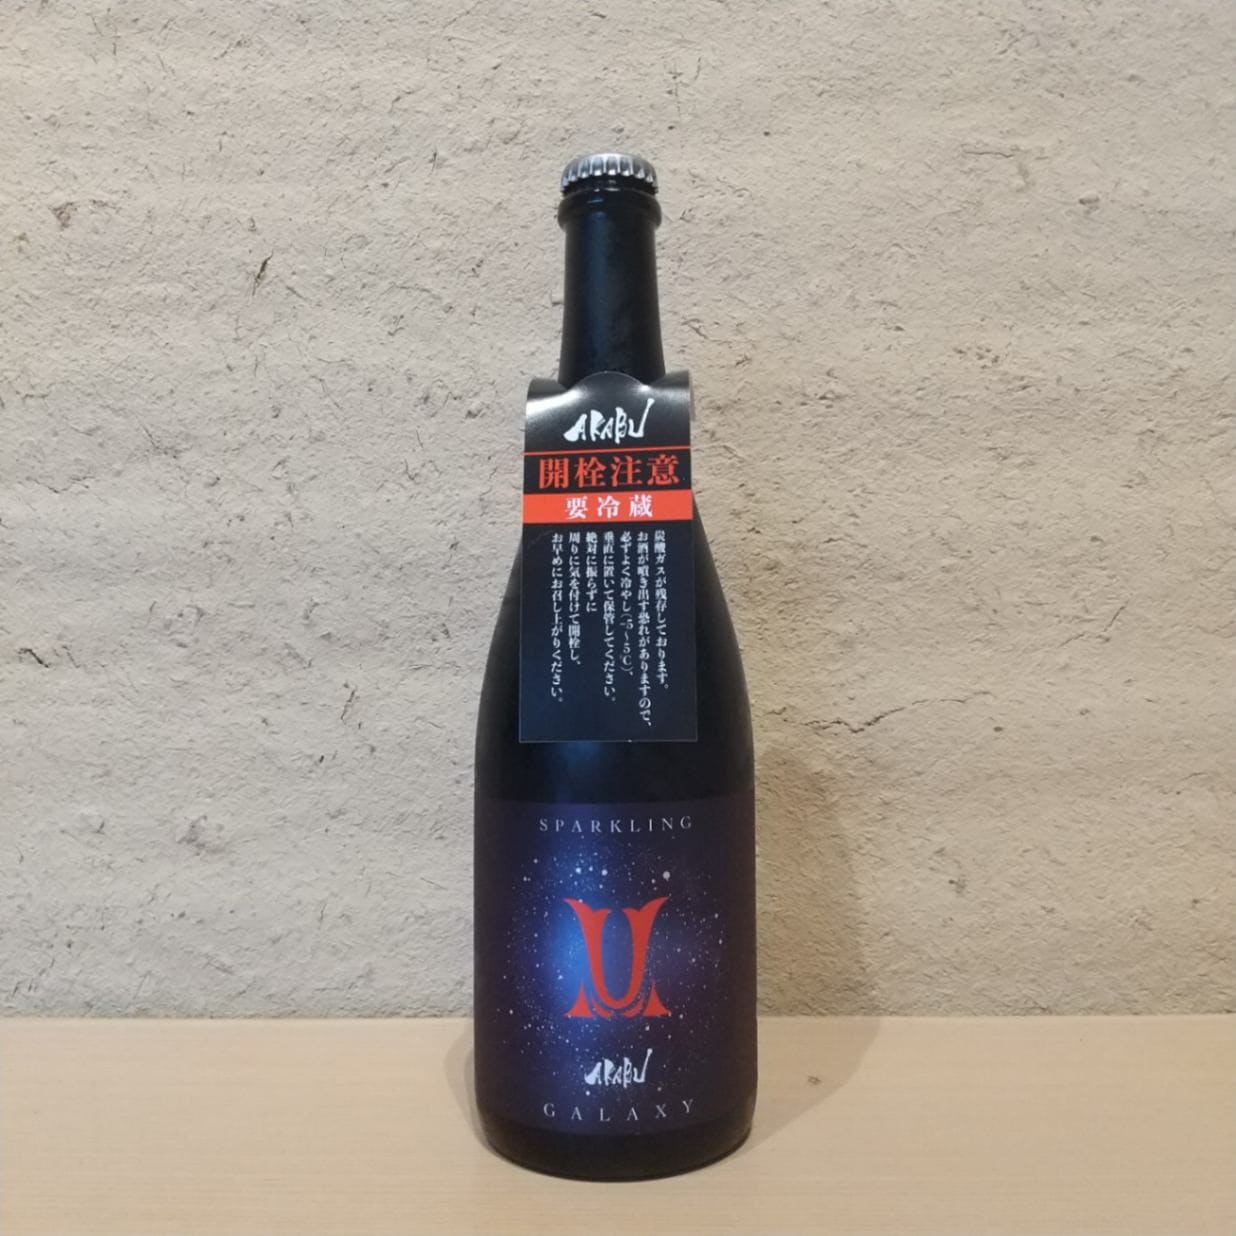 AKABU
開栓注意
要冷蔵
炭酸ガスが残存しております。
お酒が噴き出す恐れがありますので、
必ずよく冷やし(-5~5℃)、
垂直に置いて保管してください。
絶対に振らずに
周りに気を付けて開栓し、
お早めにお召し上がりください。
SPARKLING
AKABU
GALAXY